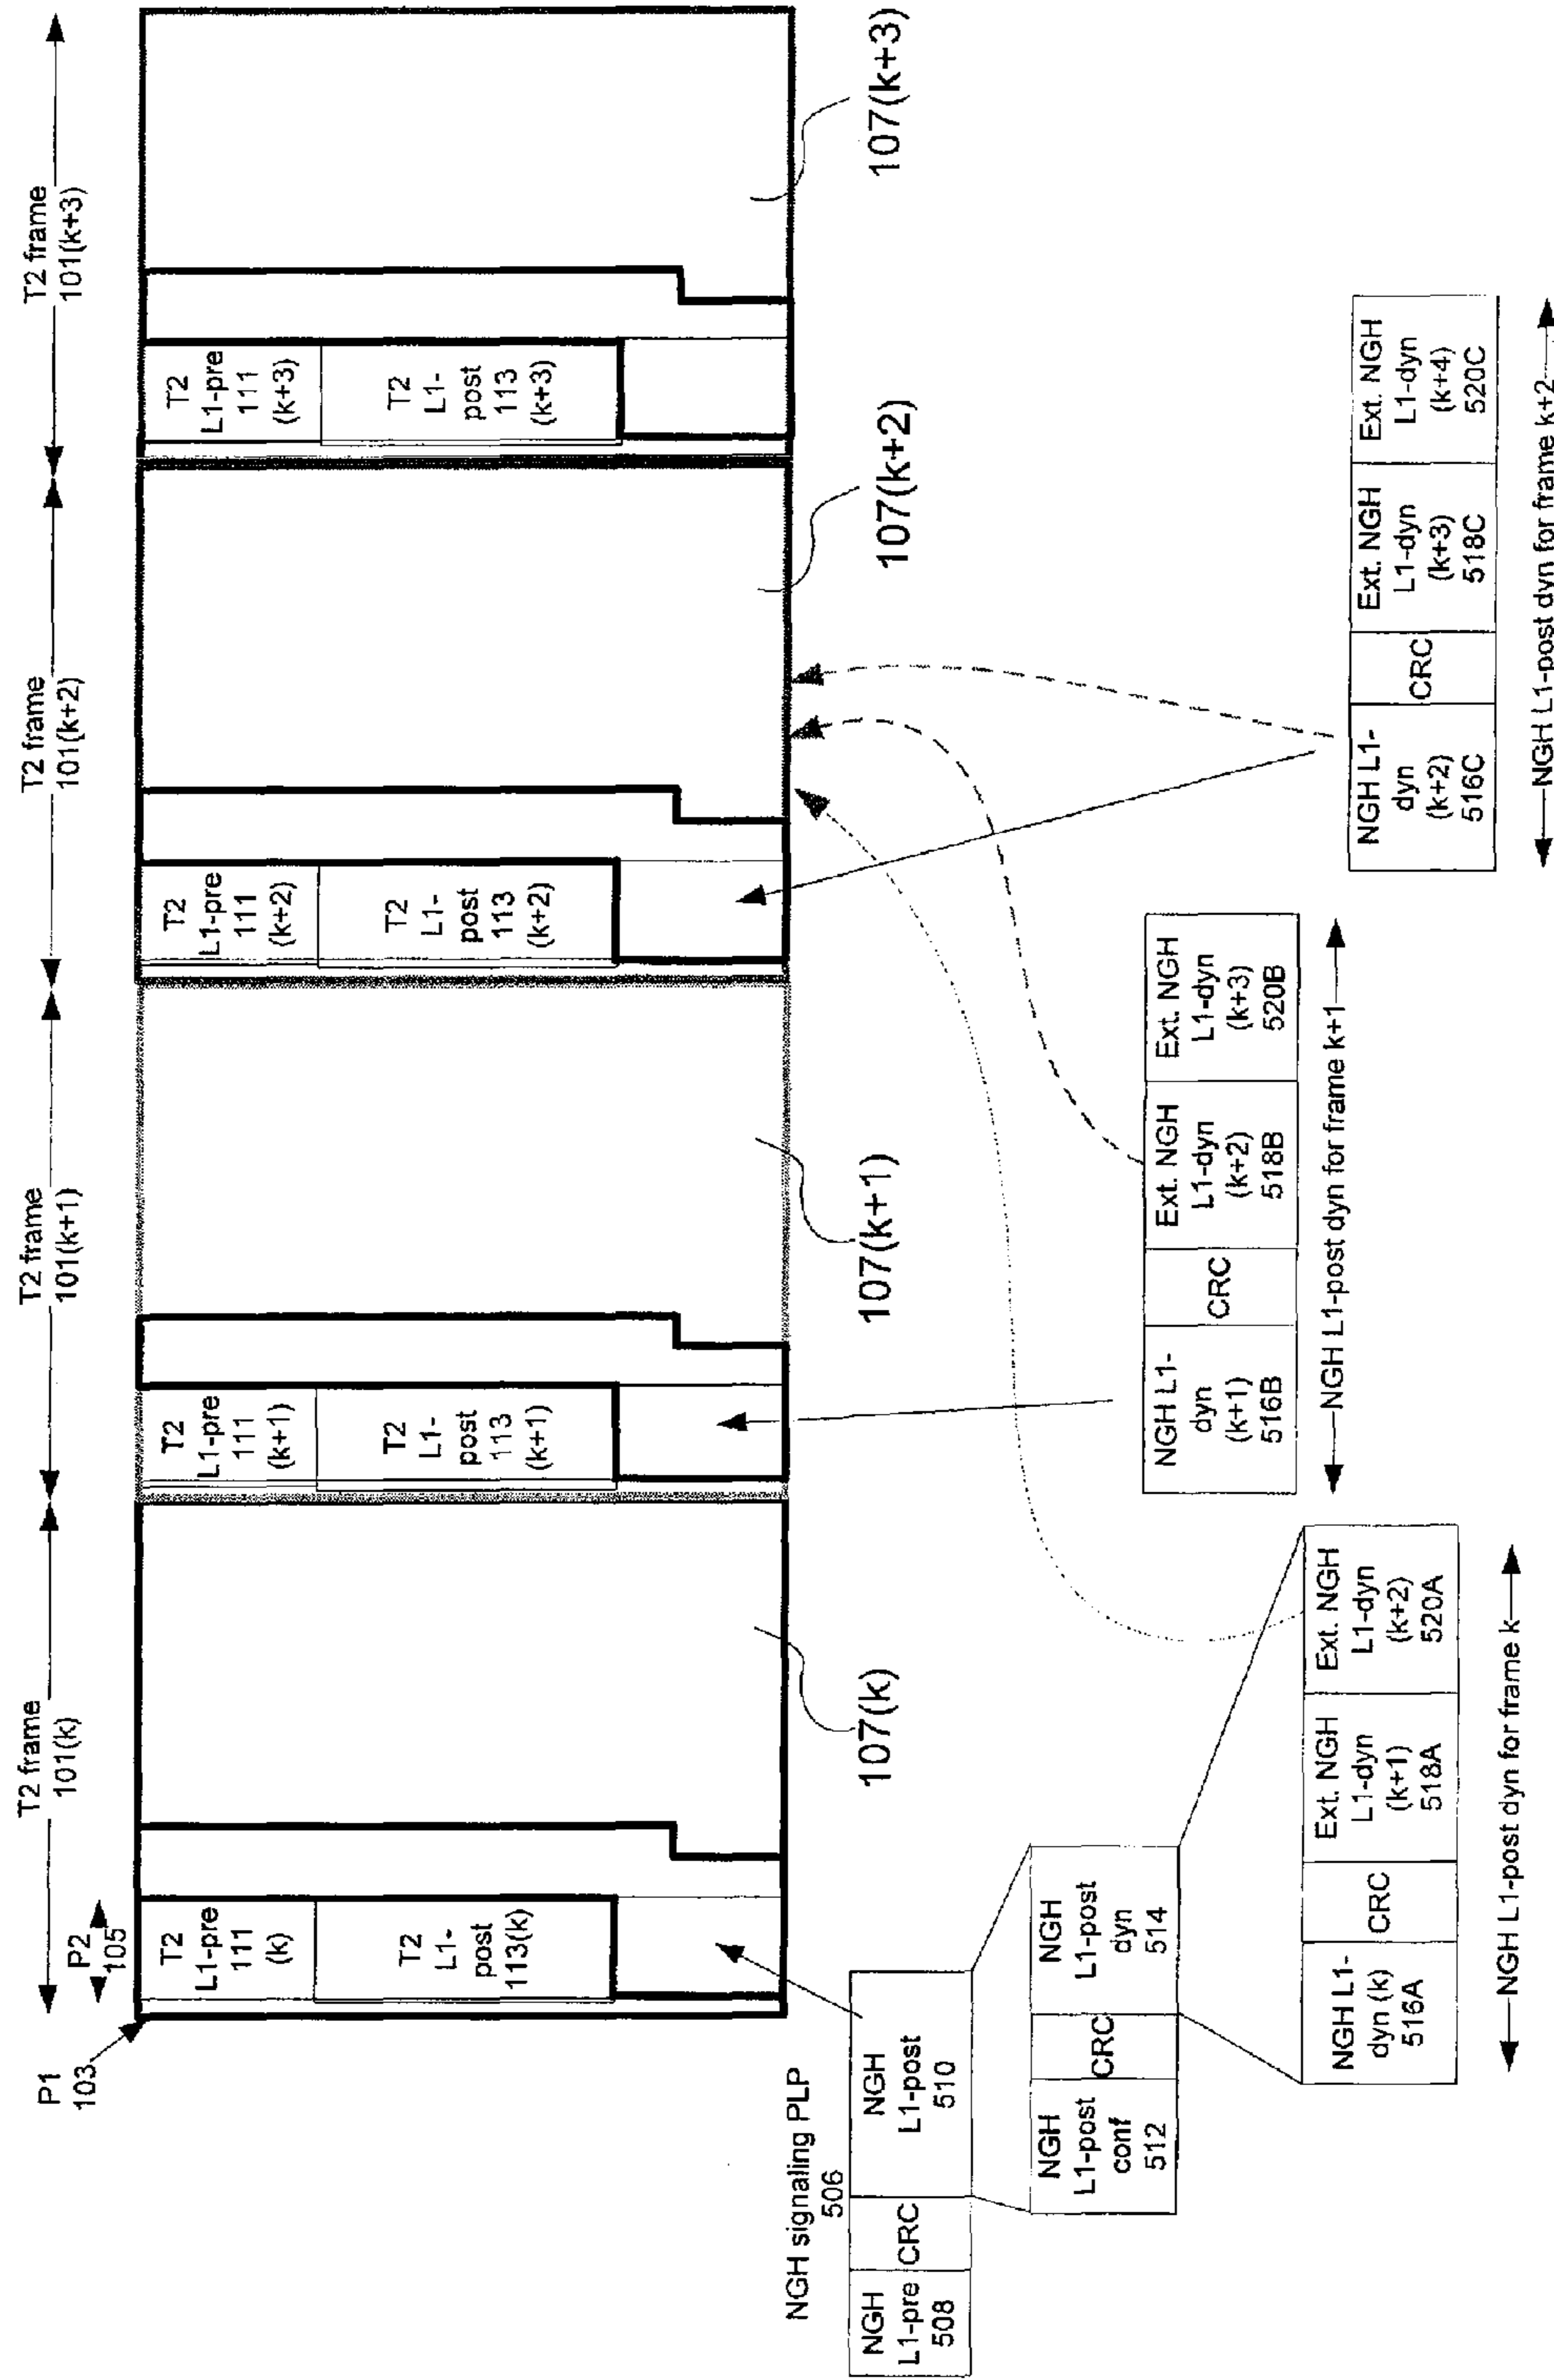 T2 frame
101(k)
T2 frame
101(k+1)
T2 frame
101(k+2)
T2 frame
101(k+3)
P1
103
P2
105
T2
L1-pre
111
(k)
T2
L1-
post
113(k)
T2
L1-pre
111
(k+1)
T2
L1-
post
113
(k+1)
T2
L1-pre
111
(k+2)
T2
L1-
post
113
(k+2)
T2
L1-pre
111
(k+3)
T2
L1-
post
113
(k+3)
107(k)
107(k+1)
107(k+2)
107(k+3)
NGH signaling PLP
506
NGH
L1-pre
508
CRC
NGH
L1-post
510
NGH
L1-post
conf
512
CRC
NGH
L1-post
dyn
514
NGH L1-
dyn (k)
516A
CRC
Ext. NGH
L1-dyn
(k+1)
518A
Ext. NGH
L1-dyn
(k+2)
520A
NGH L1-post dyn for frame k
NGH L1-
dyn
(k+1)
516B
CRC
Ext. NGH
L1-dyn
(k+2)
518B
Ext. NGH
L1-dyn
(k+3)
520B
NGH L1-post dyn for frame k+1
NGH L1-
dyn
(k+2)
516C
CRC
Ext. NGH
L1-dyn
(k+3)
518C
Ext. NGH
L1-dyn
(k+4)
520C
NGH L1-post dyn for frame k+2